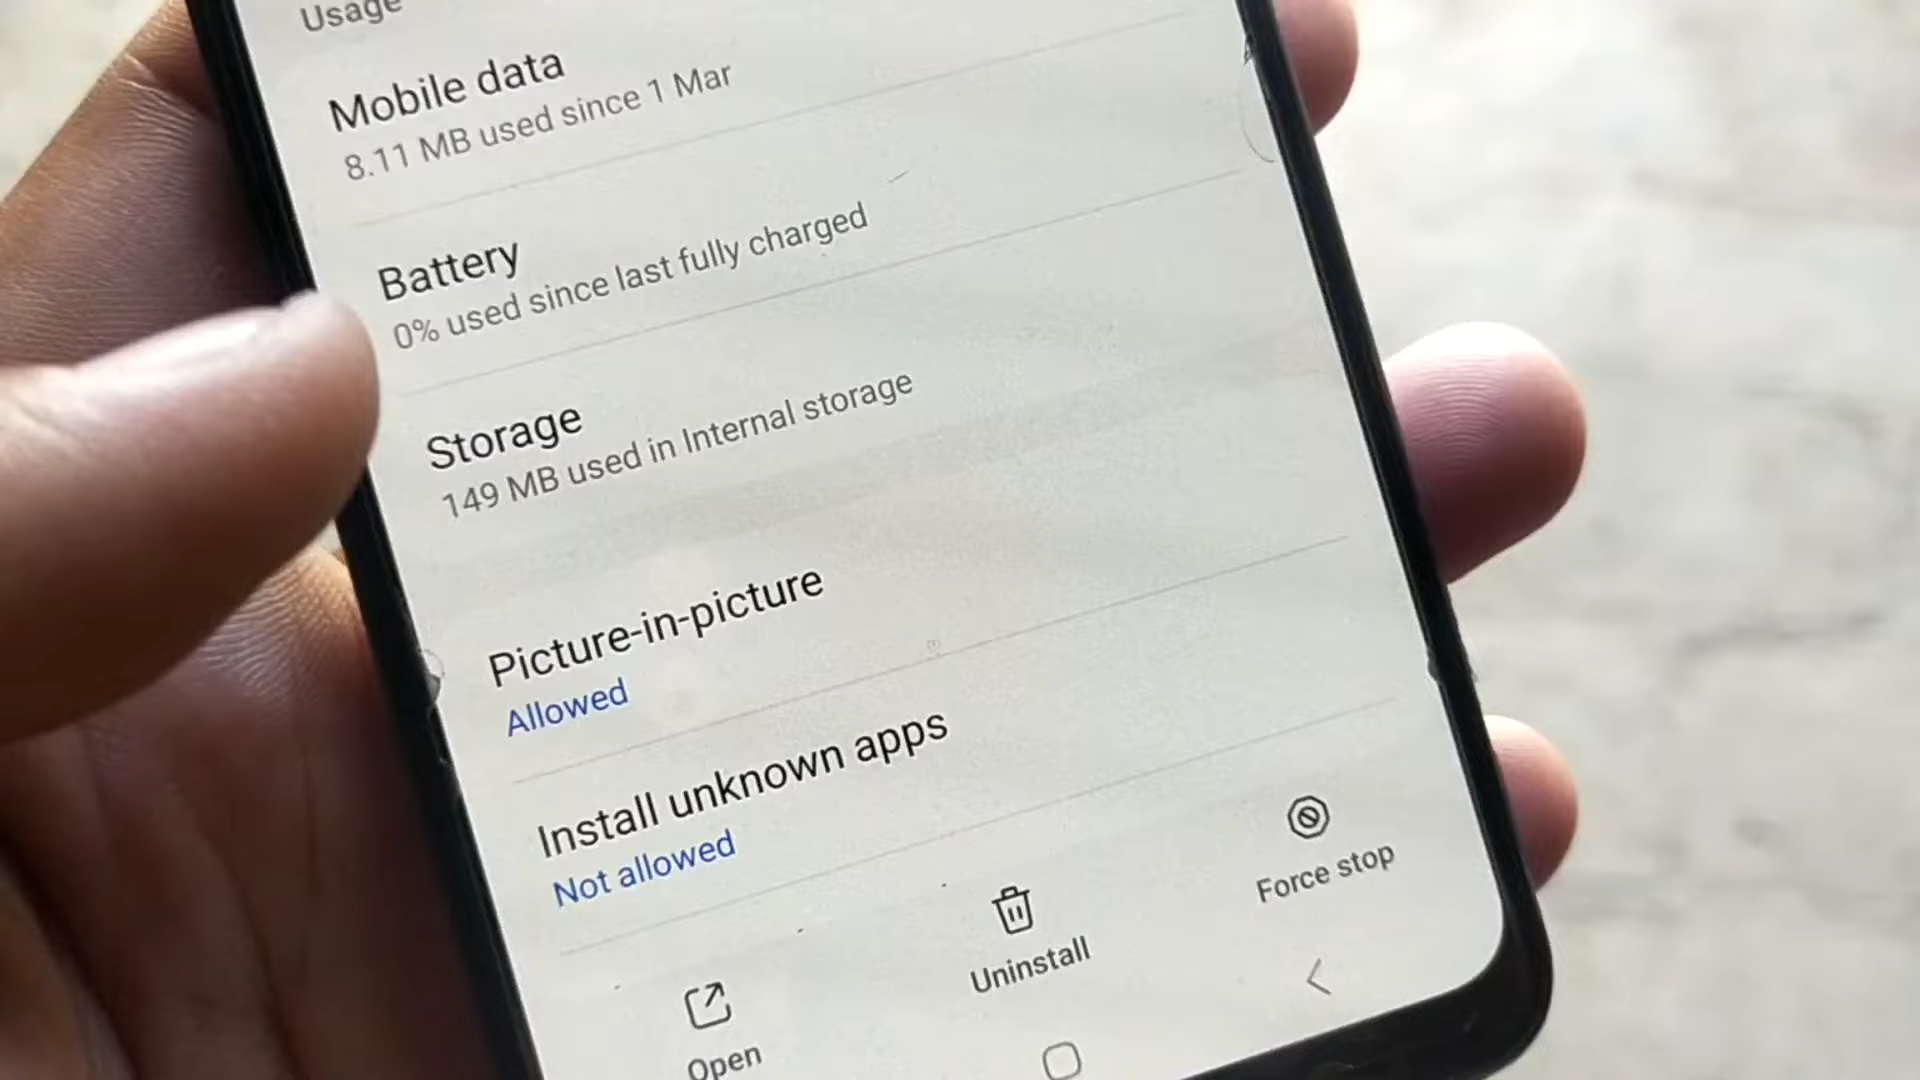 Usage
Mobile data
8.11 MB used since 1 Mar
Battery
0% used since last fully charged
Storage
149 MB used in Internal storage
Picture-in-picture
Allowed
Install unknown apps
Not allowed
Open
Uninstall
Force stop